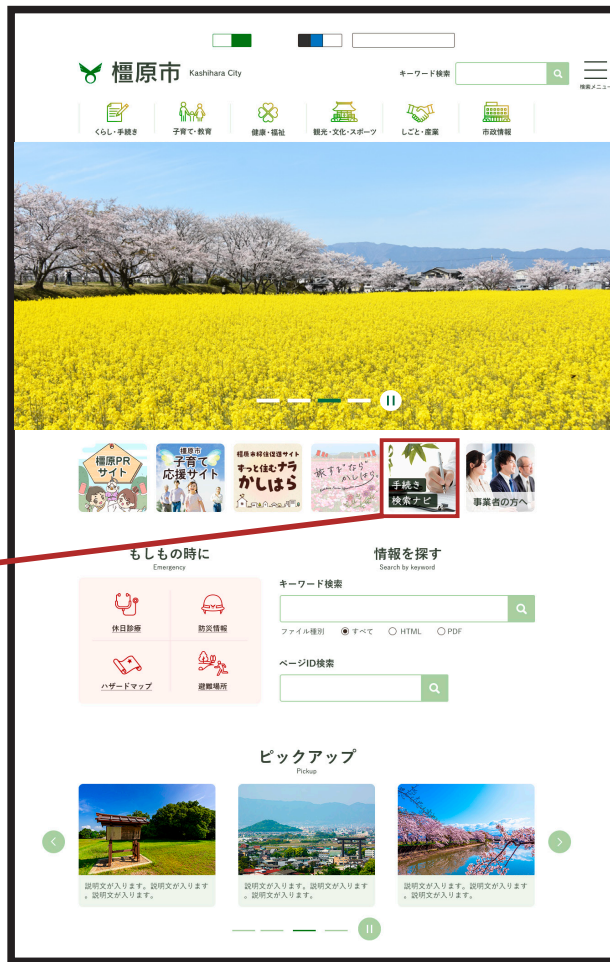 橿原市 Kashihara City
キーワード検索
検索メニュー
くらし・手続き
子育て・教育
健康・福祉
観光・文化・スポーツ
しごと・産業
市政情報
橿原PR
サイト
橿原市
子育て
応援サイト
橿原市移住促進サイト
ずっと住むナラ
かしはら
旅するなら
かしはら。
手続き
検索ナビ
事業者の方へ
もしもの時に
Emergency
休日診療
防災情報
ハザードマップ
避難場所
情報を探す
Search by keyword
キーワード検索
ファイル種別 すべて HTML PDF
ページID検索
ピックアップ
Pickup
説明文が入ります。説明文が入ります
。説明文が入ります。
説明文が入ります。説明文が入ります
。説明文が入ります。
説明文が入ります。説明文が入ります
。説明文が入ります。